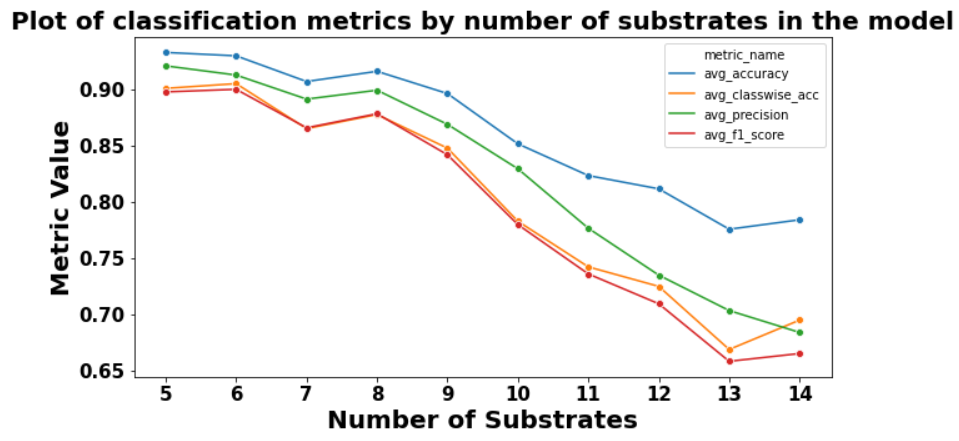 Plot of classification metrics by number of substrates in the model
metric_name
avg_accuracy
avg_classwise_acc
avg_precision
avg_f1_score
Metric Value
0.90
0.85
0.80
0.75
0.70
0.65
5 6 7 8 9 10 11 12 13 14
Number of Substrates